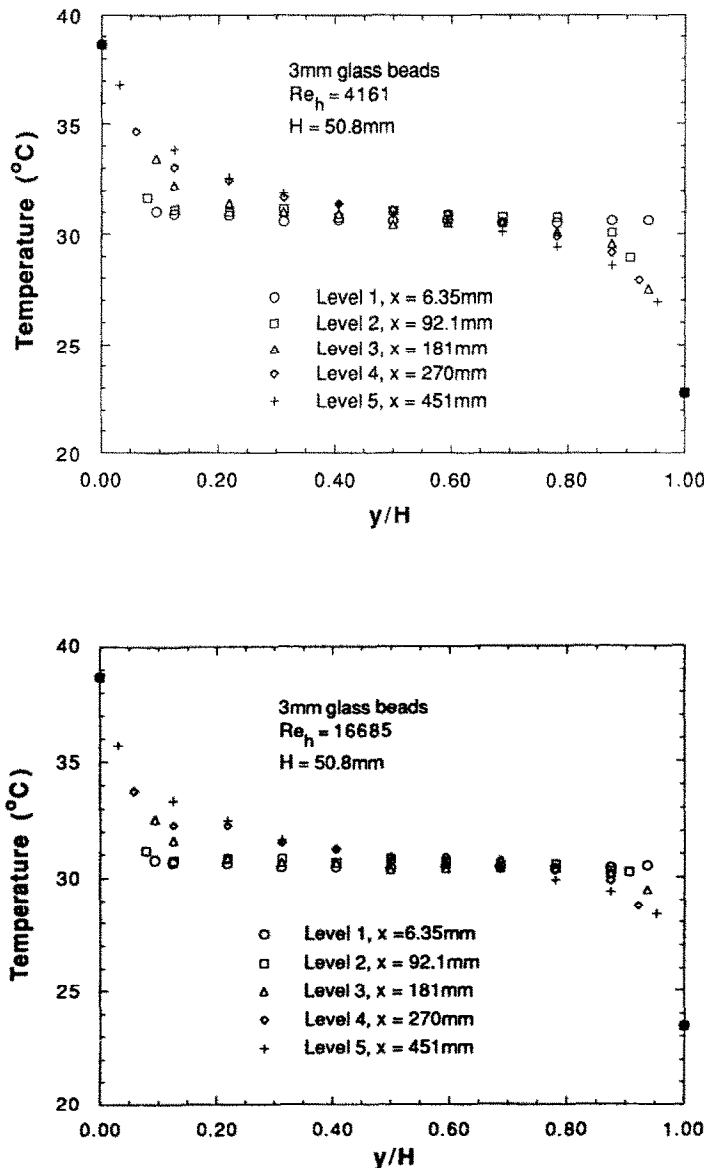 40
3mm glass beads
Re_h = 4161
H = 50.8mm
35
Temperature (°C)
30
Level 1, x = 6.35mm
Level 2, x = 92.1mm
25
Level 3, x = 181mm
Level 4, x = 270mm
Level 5, x = 451mm
20
0.00 0.20 0.40 0.60 0.80 1.00
y/H
40
3mm glass beads
Re_h = 16685
H = 50.8mm
35
Temperature (°C)
30
Level 1, x =6.35mm
Level 2, x = 92.1mm
25
Level 3, x = 181mm
Level 4, x = 270mm
Level 5, x = 451mm
20
0.00 0.20 0.40 0.60 0.80 1.00
y/H